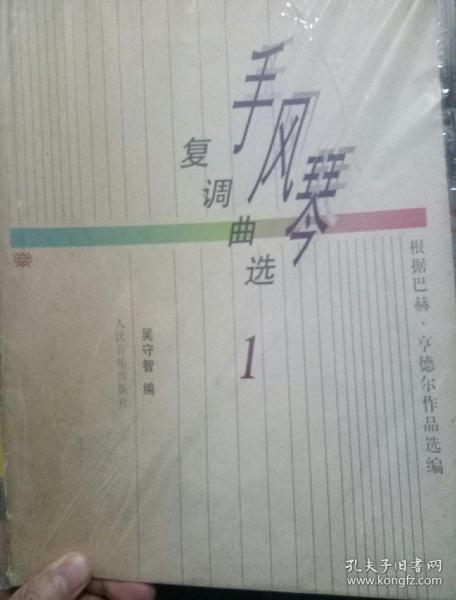 手风琴
复调曲选
1
根据巴赫、亨德尔作品选编
吴守智 编
人民音乐出版社
孔夫子旧书网
www.kongfz.com